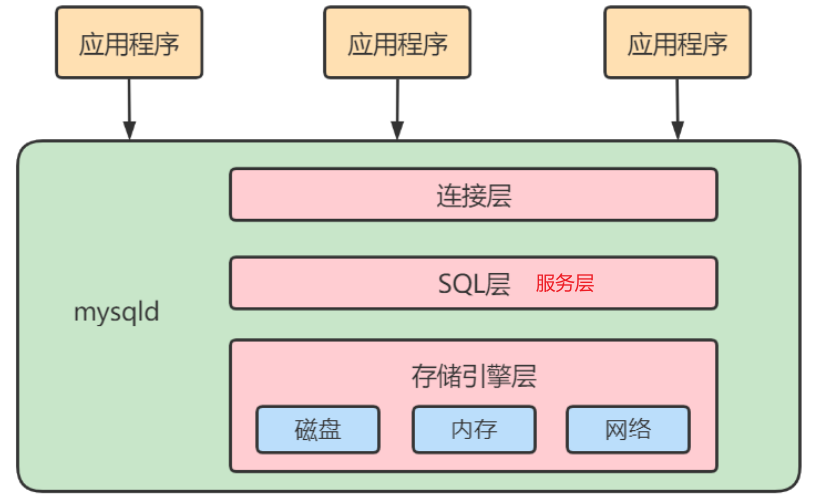 应用程序 应用程序 应用程序
连接层
SQL层 服务层
mysqld
存储引擎层
磁盘 内存 网络